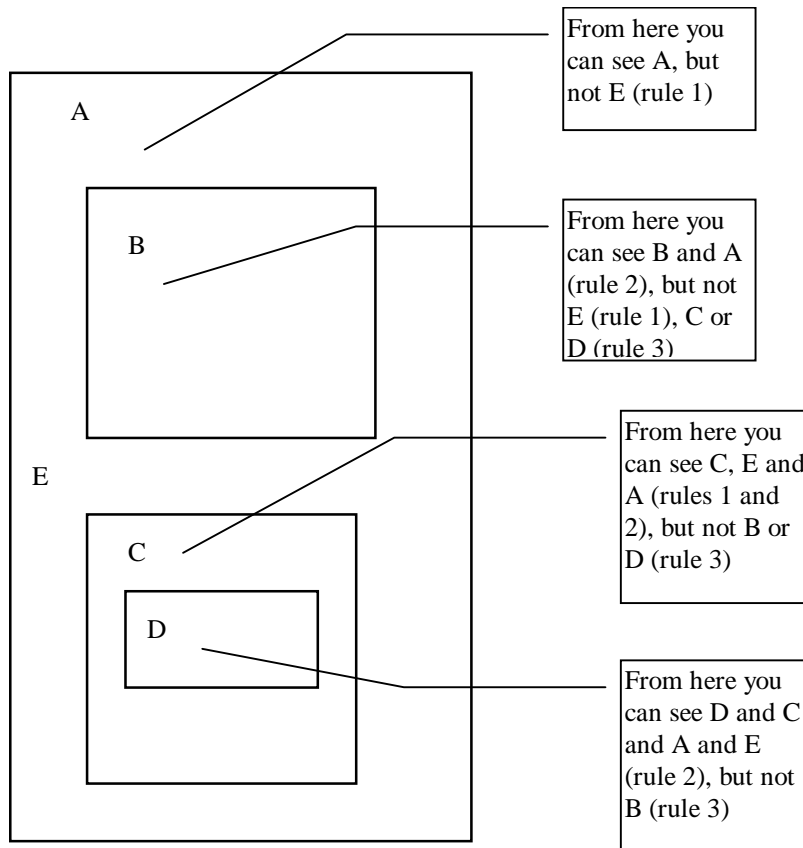 From here you
can see A, but
not E (rule 1)
A
B
From here you
can see B and A
(rule 2), but not
E (rule 1), C or
D (rule 3)
E
From here you
can see C, E and
A (rules 1 and
2), but not B or
D (rule 3)
C
D
From here you
can see D and C
and A and E
(rule 2), but not
B (rule 3)